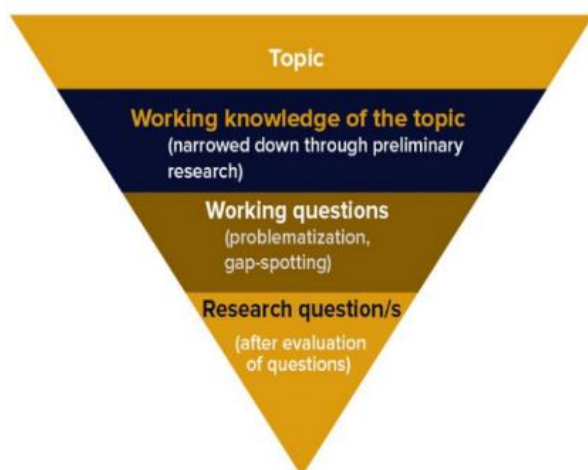 Topic
Working knowledge of the topic
(narrowed down through preliminary
research)
Working questions
(problematization,
gap-spotting)
Research question/s
(after evaluation
of questions)